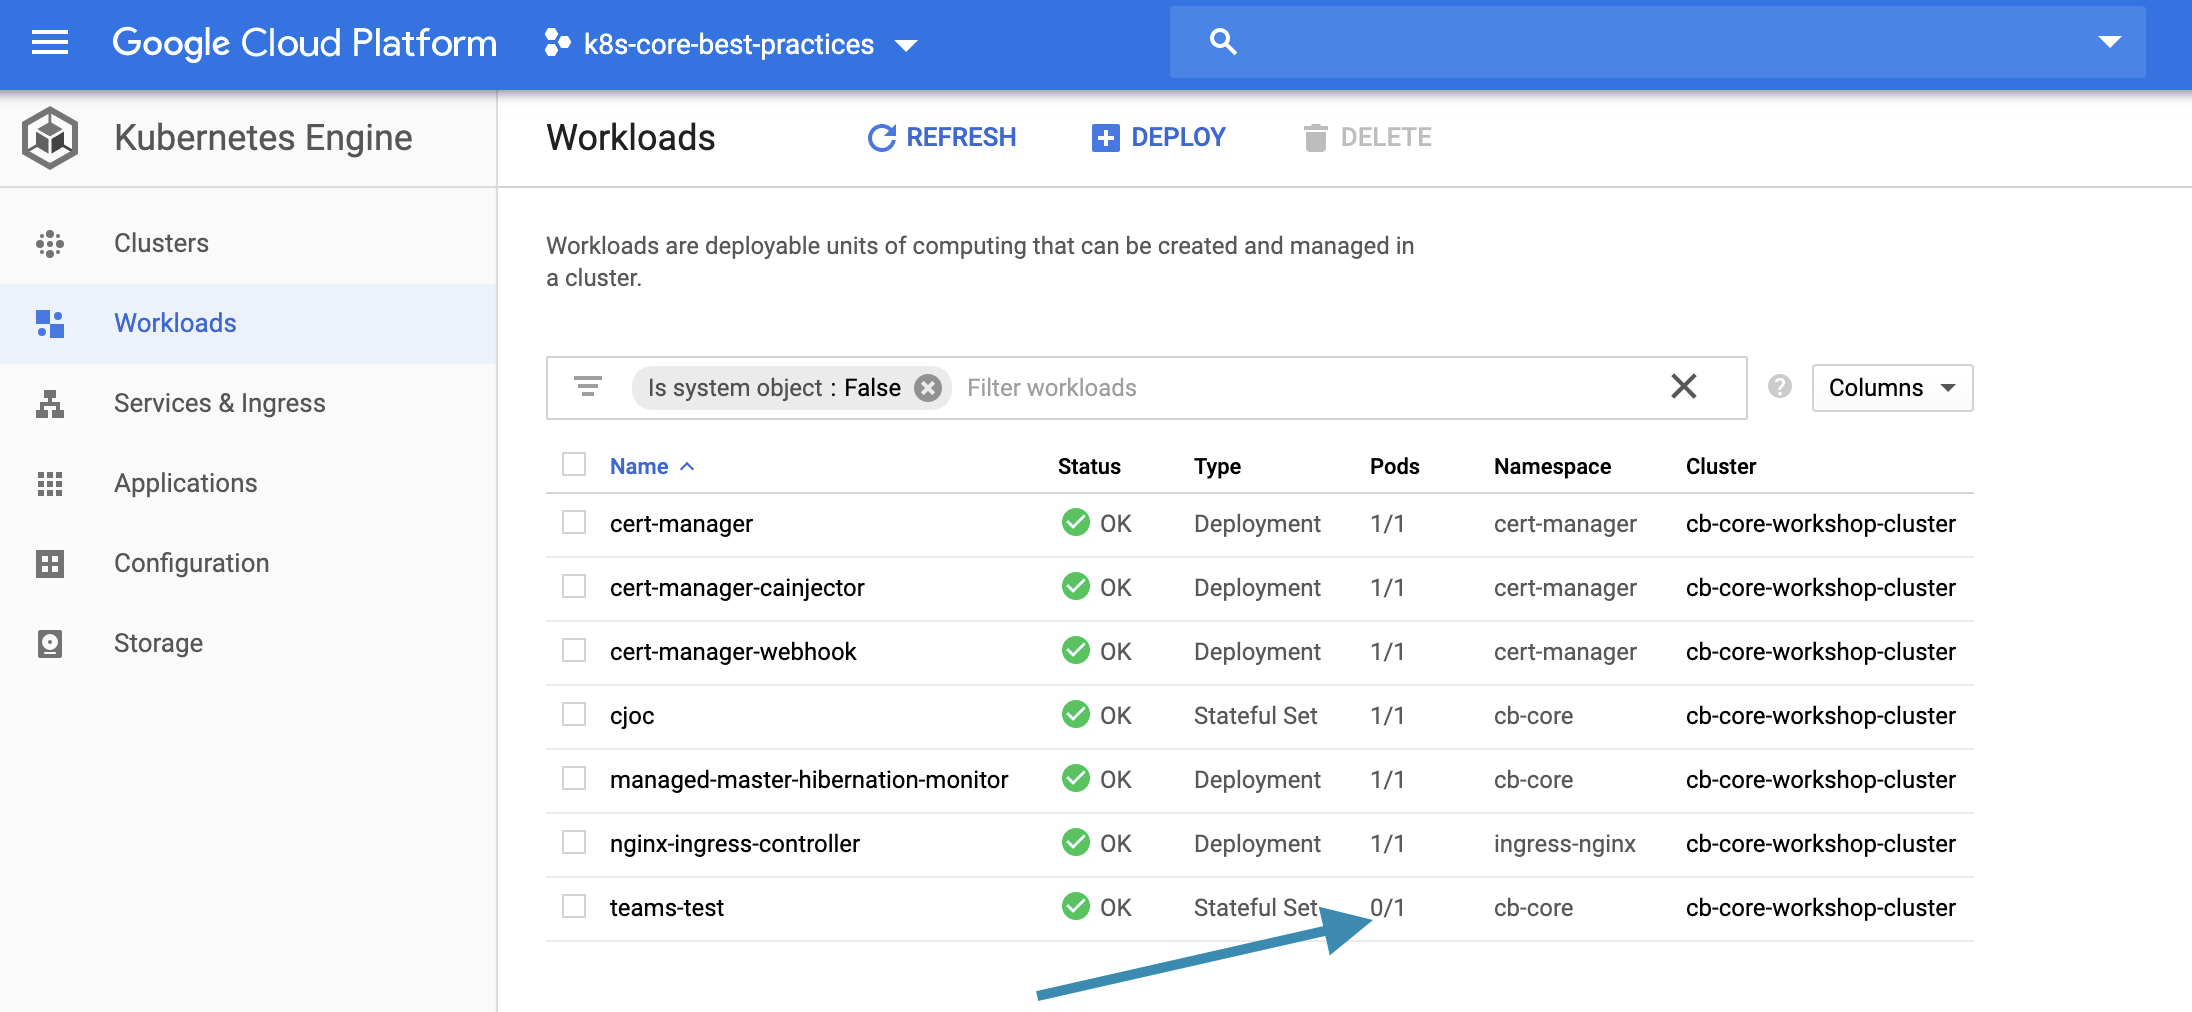 Google Cloud Platform k8s-core-best-practices
Kubernetes Engine
Workloads REFRESH DEPLOY DELETE
Clusters
Workloads
Services & Ingress
Applications
Configuration
Storage
Workloads are deployable units of computing that can be created and managed in
a cluster.
Is system object : False Filter workloads ? Columns
Name Status Type Pods Namespace Cluster
cert-manager OK Deployment 1/1 cert-manager cb-core-workshop-cluster
cert-manager-cainjector OK Deployment 1/1 cert-manager cb-core-workshop-cluster
cert-manager-webhook OK Deployment 1/1 cert-manager cb-core-workshop-cluster
cjoc OK Stateful Set 1/1 cb-core cb-core-workshop-cluster
managed-master-hibernation-monitor OK Deployment 1/1 cb-core cb-core-workshop-cluster
nginx-ingress-controller OK Deployment 1/1 ingress-nginx cb-core-workshop-cluster
teams-test OK Stateful Set 0/1 cb-core cb-core-workshop-cluster